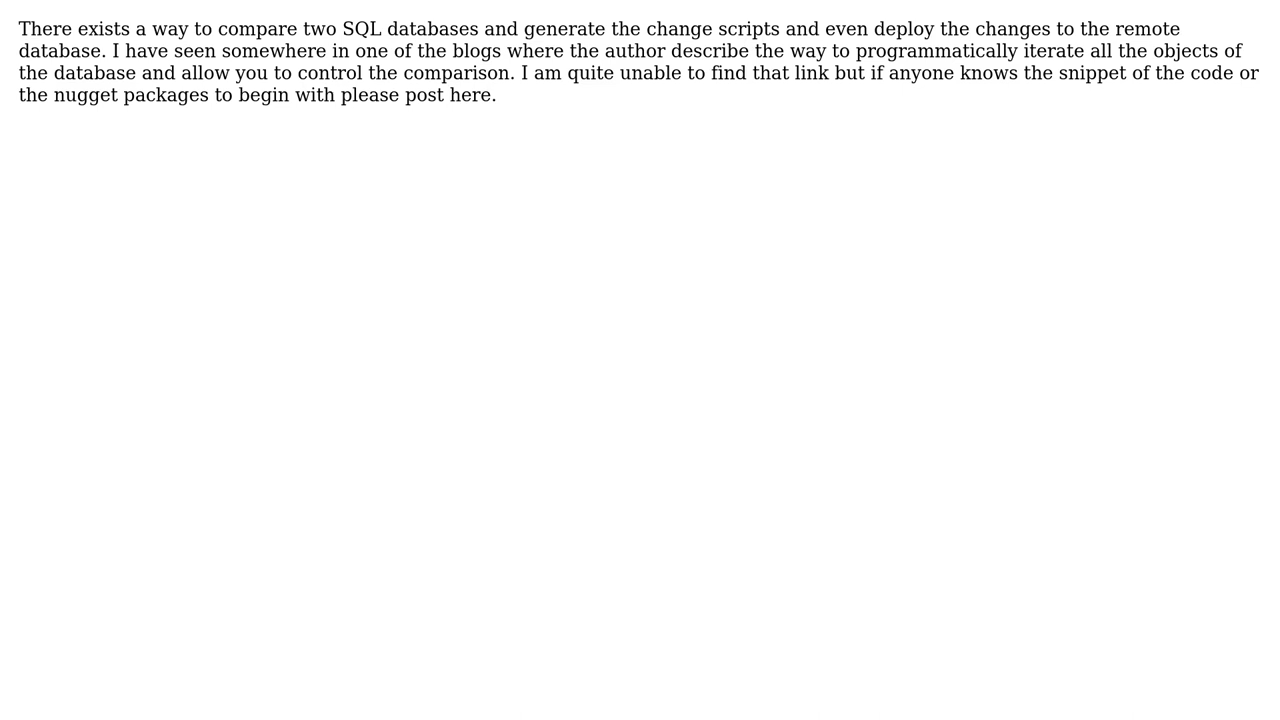 There exists a way to compare two SQL databases and generate the change scripts and even deploy the changes to the remote
database. I have seen somewhere in one of the blogs where the author describe the way to programmatically iterate all the objects of
the database and allow you to control the comparison. I am quite unable to find that link but if anyone knows the snippet of the code or
the nugget packages to begin with please post here.